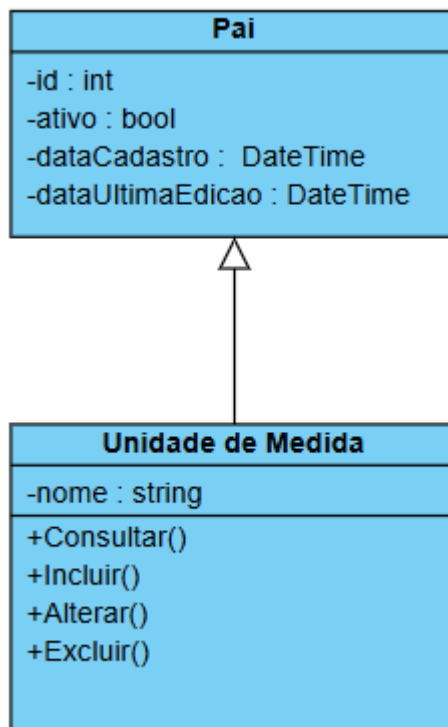 Pai
-id : int
-ativo : bool
-dataCadastro :  DateTime
-dataUltimaEdicao : DateTime
Unidade de Medida
-nome : string
+Consultar()
+Incluir()
+Alterar()
+Excluir()